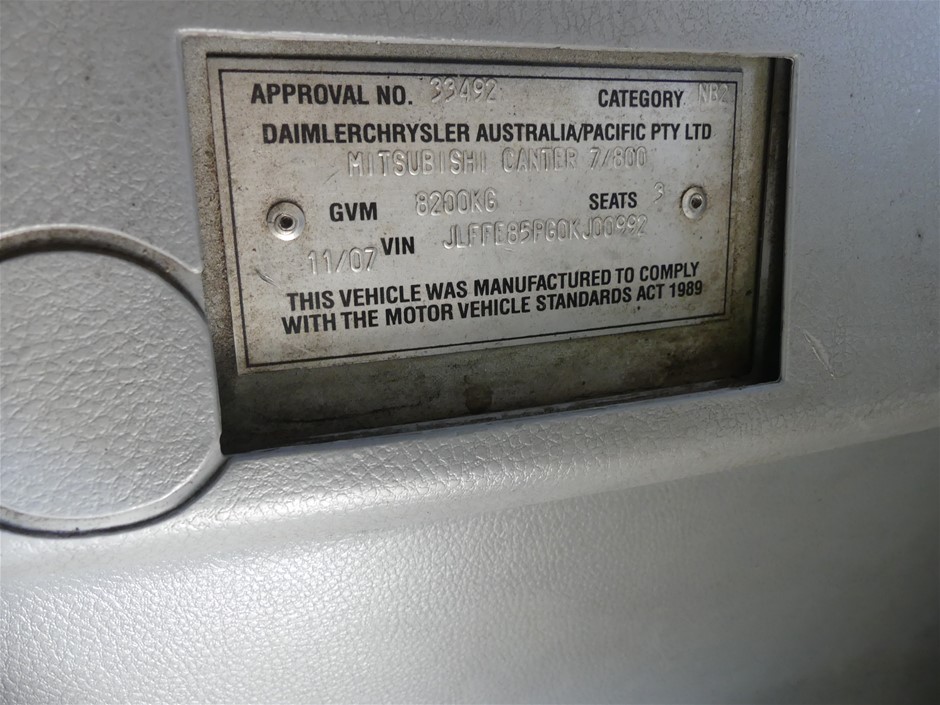 APPROVAL NO. 33492 CATEGORY NB2
DAIMLERCHRYSLER AUSTRALIA/PACIFIC PTY LTD
MITSUBISHI CANTER 7/800
GVM 8200KG SEATS 3
11/07 VIN JLFFE85PG0KJ00992
THIS VEHICLE WAS MANUFACTURED TO COMPLY
WITH THE MOTOR VEHICLE STANDARDS ACT 1989